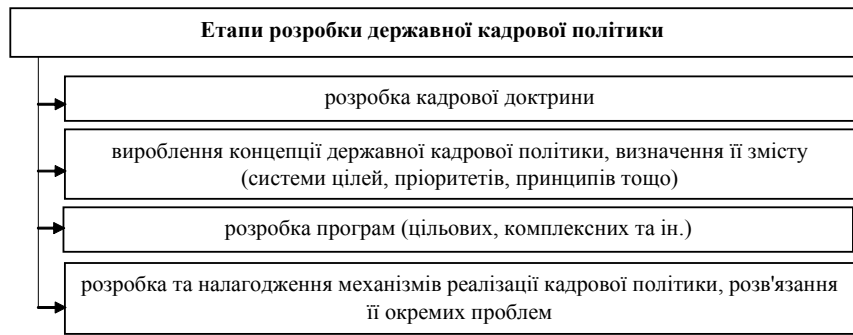 Етапи розробки державної кадрової політики
розробка кадрової доктрини
вироблення концепції державної кадрової політики, визначення її змісту
(системи цілей, пріоритетів, принципів тощо)
розробка програм (цільових, комплексних та ін.)
розробка та налагодження механізмів реалізації кадрової політики, розв'язання
її окремих проблем